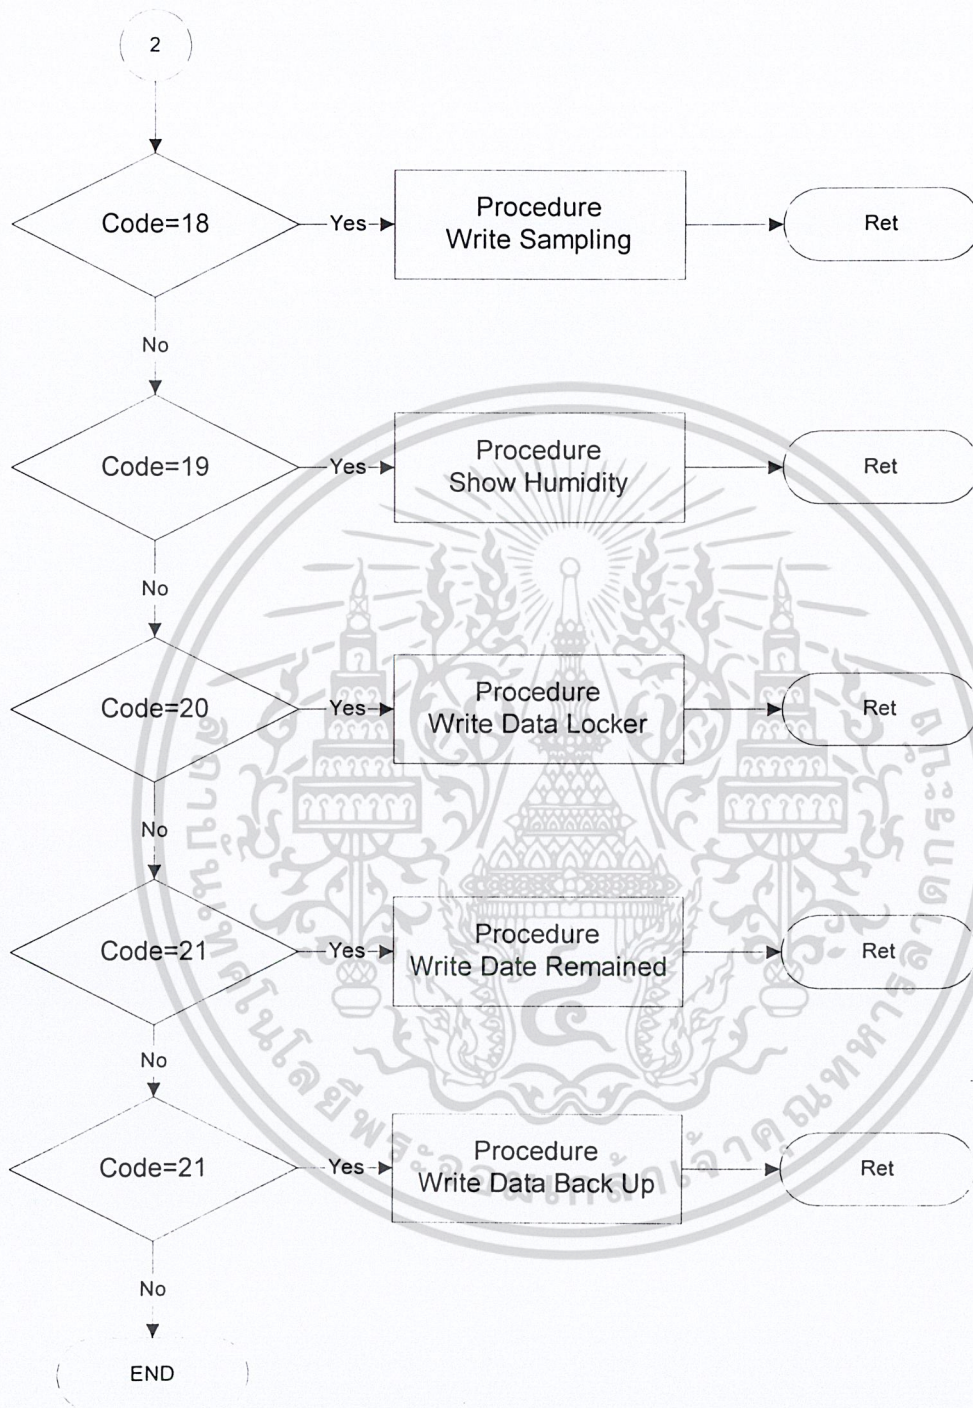 2
Code=18
Yes
Procedure
Write Sampling
Ret
No
Code=19
Yes
Procedure
Show Humidity
Ret
No
Code=20
Yes
Procedure
Write Data Locker
Ret
No
Code=21
Yes
Procedure
Write Date Remained
Ret
No
Code=21
Yes
Procedure
Write Data Back Up
Ret
No
END